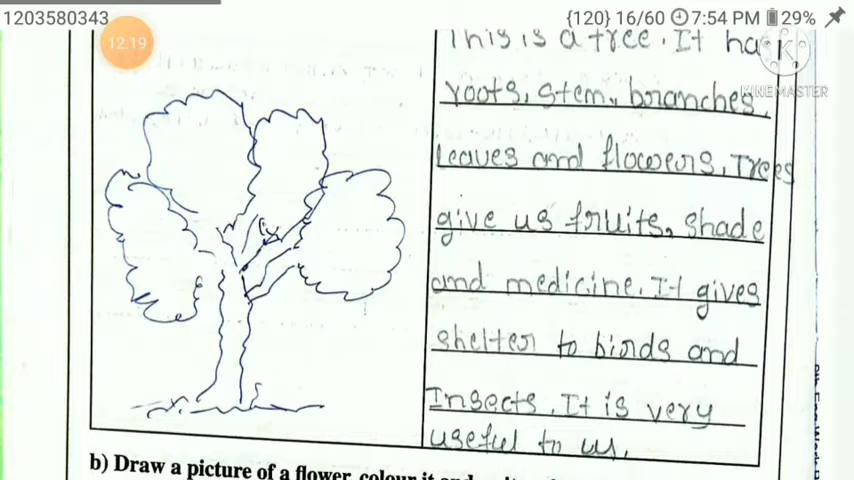 1203580343
{120} 16/60 7:54 PM 29%
12:19
K
KINEMASTER
This is a tree. It has
roots, stem, branches,
leaves and flowers, Trees
give us fruits, shade
and medicine. It gives
shelter to birds and
Insects. It is very
useful to us.
b) Draw a picture of a flower, colour it and